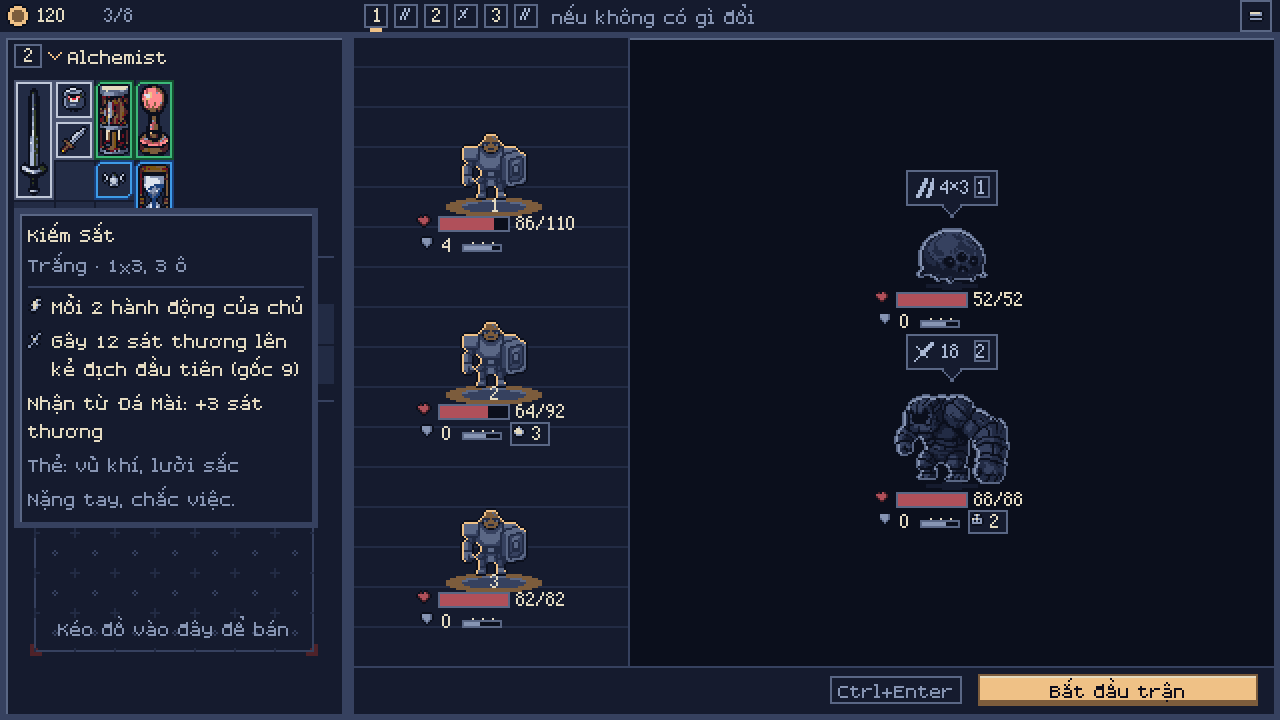 120 3/8
1 2 3 nếu không có gì đổi
2 Alchemist
Kiếm Sắt
Trắng · 1x3, 3 ô
Mỗi 2 hành động của chủ
Gây 12 sát thương lên
kẻ địch đầu tiên (gốc 9)
Nhận từ Đá Mài: +3 sát
thương
Thẻ: vũ khí, lưỡi sắc
Nặng tay, chắc việc.
Kéo đồ vào đây để bán
1
86/110
4
2
64/92
0 3
3
82/82
0
4×3 1
52/52
0
18 2
88/88
0 2
Ctrl+Enter
Bắt đầu trận